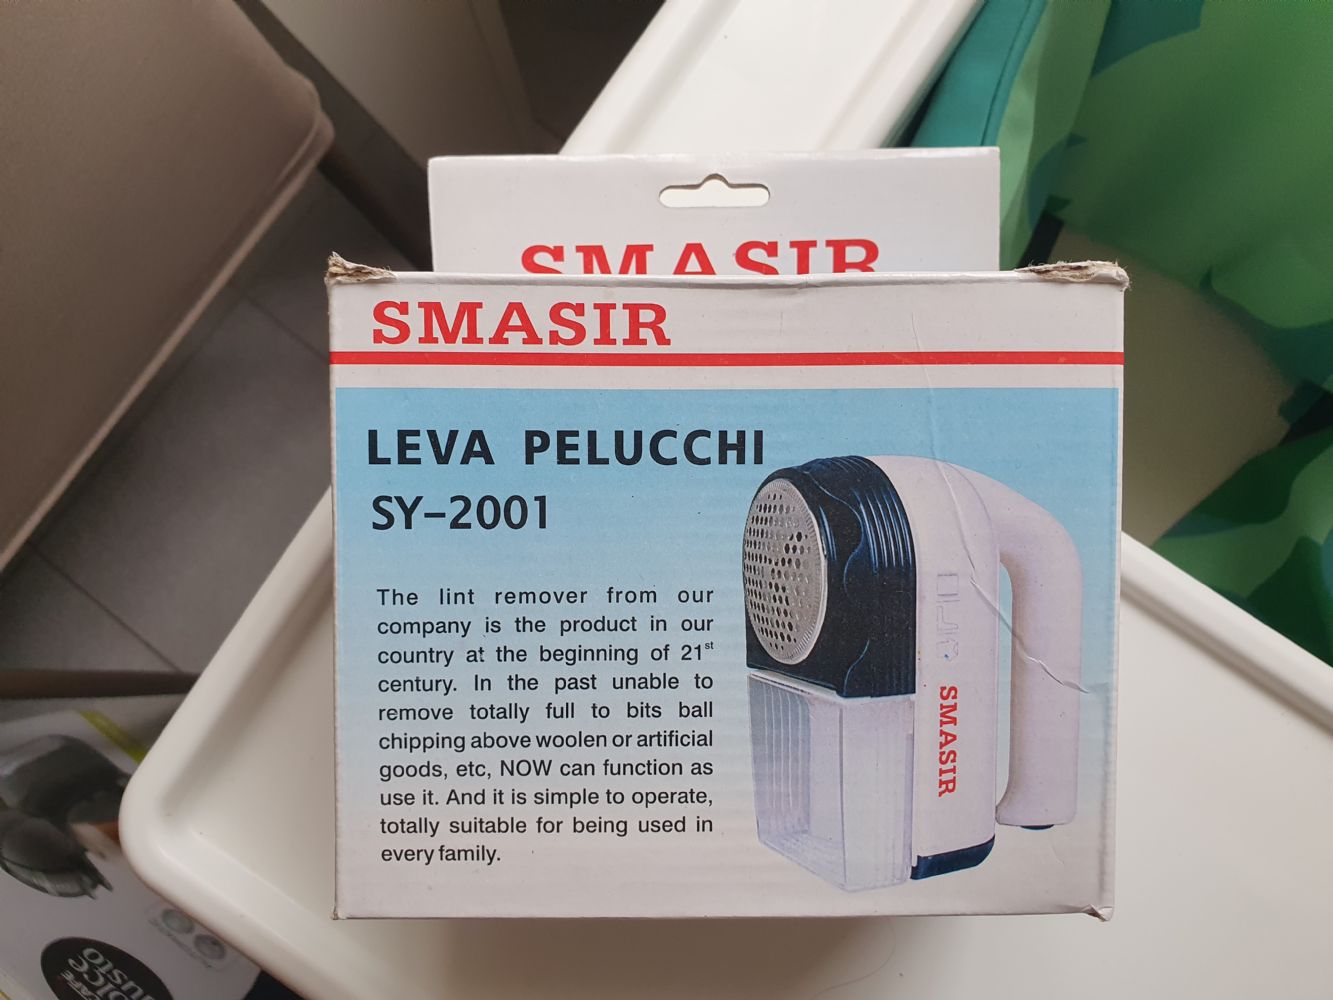 SMASIR
SMASIR
LEVA PELUCCHI
SY-2001
The lint remover from our
company is the product in our
country at the beginning of 21st
century. In the past unable to
remove totally full to bits ball
chipping above woolen or artificial
goods, etc, NOW can function as
use it. And it is simple to operate,
totally suitable for being used in
every family.
SMASIR